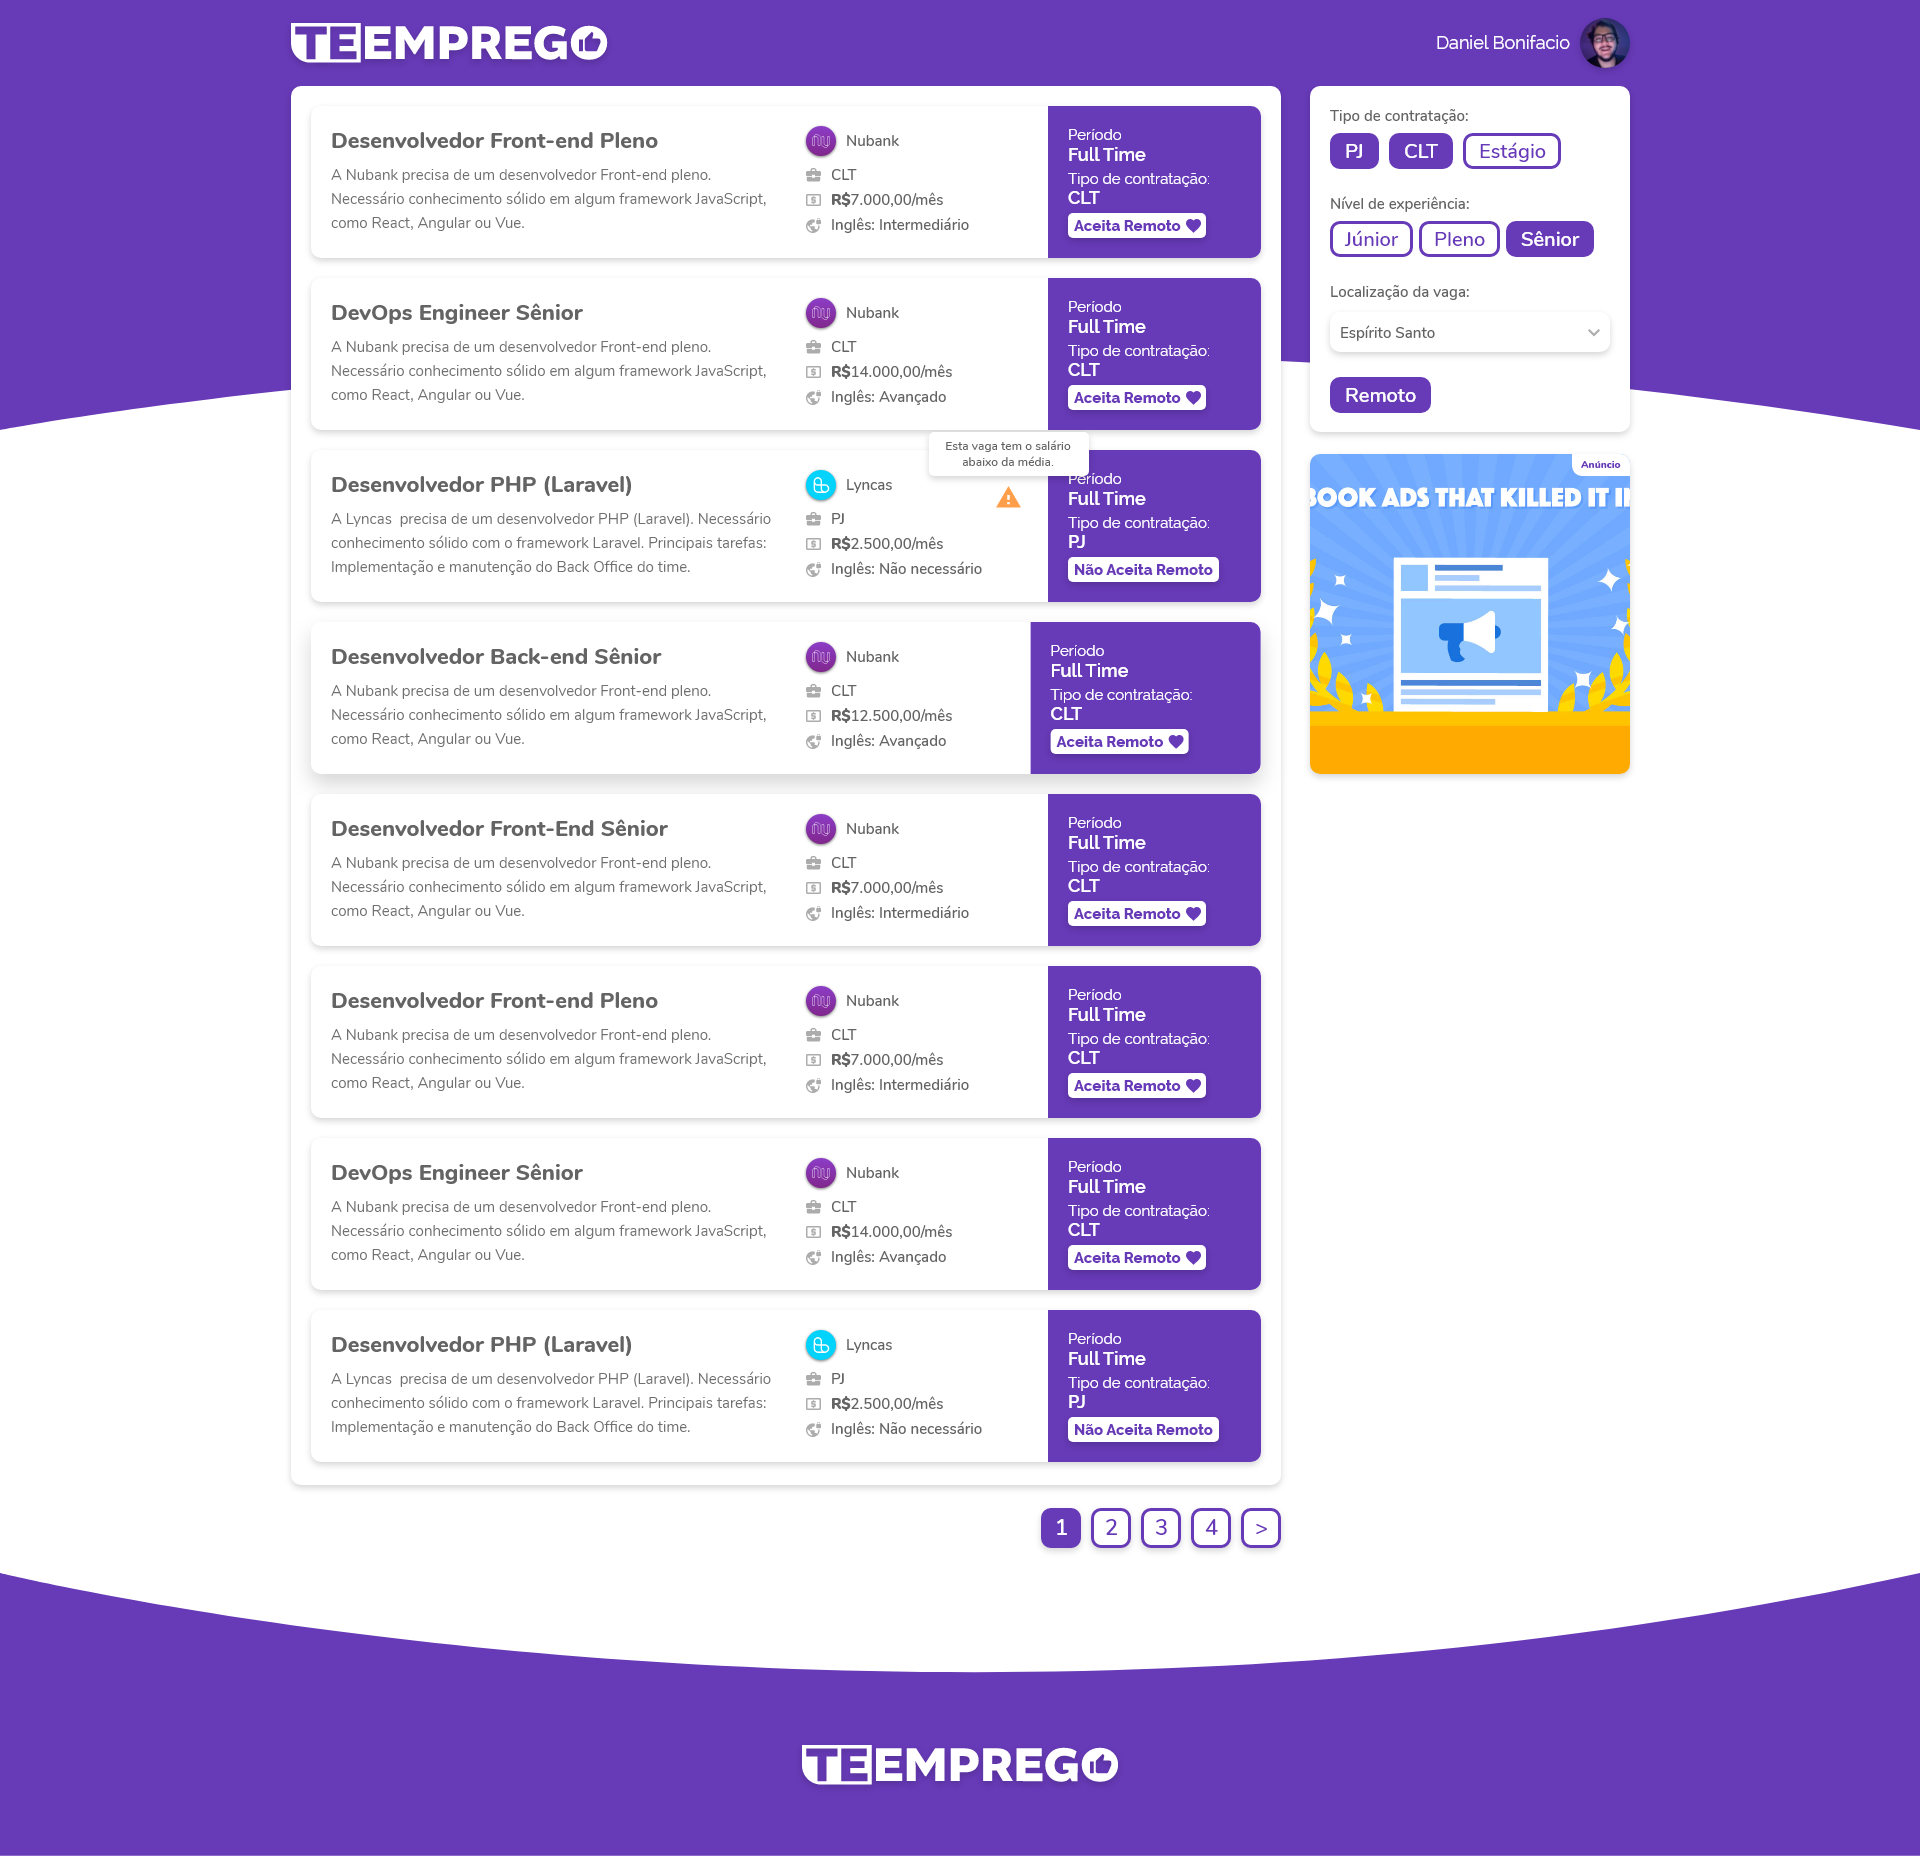 TEEMPREGO
Daniel Bonifacio
Desenvolvedor Front-end Pleno
A Nubank precisa de um desenvolvedor Front-end pleno.
Necessário conhecimento sólido em algum framework JavaScript,
como React, Angular ou Vue.
Nubank
CLT
R$7.000,00/mês
Inglês: Intermediário
Período
Full Time
Tipo de contratação:
CLT
Aceita Remoto
DevOps Engineer Sênior
A Nubank precisa de um desenvolvedor Front-end pleno.
Necessário conhecimento sólido em algum framework JavaScript,
como React, Angular ou Vue.
Nubank
CLT
R$14.000,00/mês
Inglês: Avançado
Período
Full Time
Tipo de contratação:
CLT
Aceita Remoto
Esta vaga tem o salário
abaixo da média.
Desenvolvedor PHP (Laravel)
A Lyncas  precisa de um desenvolvedor PHP (Laravel). Necessário
conhecimento sólido com o framework Laravel. Principais tarefas:
Implementação e manutenção do Back Office do time.
Lyncas
PJ
R$2.500,00/mês
Inglês: Não necessário
Período
Full Time
Tipo de contratação:
PJ
Não Aceita Remoto
Desenvolvedor Back-end Sênior
A Nubank precisa de um desenvolvedor Front-end pleno.
Necessário conhecimento sólido em algum framework JavaScript,
como React, Angular ou Vue.
Nubank
CLT
R$12.500,00/mês
Inglês: Avançado
Período
Full Time
Tipo de contratação:
CLT
Aceita Remoto
Desenvolvedor Front-End Sênior
A Nubank precisa de um desenvolvedor Front-end pleno.
Necessário conhecimento sólido em algum framework JavaScript,
como React, Angular ou Vue.
Nubank
CLT
R$7.000,00/mês
Inglês: Intermediário
Período
Full Time
Tipo de contratação:
CLT
Aceita Remoto
Desenvolvedor Front-end Pleno
A Nubank precisa de um desenvolvedor Front-end pleno.
Necessário conhecimento sólido em algum framework JavaScript,
como React, Angular ou Vue.
Nubank
CLT
R$7.000,00/mês
Inglês: Intermediário
Período
Full Time
Tipo de contratação:
CLT
Aceita Remoto
DevOps Engineer Sênior
A Nubank precisa de um desenvolvedor Front-end pleno.
Necessário conhecimento sólido em algum framework JavaScript,
como React, Angular ou Vue.
Nubank
CLT
R$14.000,00/mês
Inglês: Avançado
Período
Full Time
Tipo de contratação:
CLT
Aceita Remoto
Desenvolvedor PHP (Laravel)
A Lyncas  precisa de um desenvolvedor PHP (Laravel). Necessário
conhecimento sólido com o framework Laravel. Principais tarefas:
Implementação e manutenção do Back Office do time.
Lyncas
PJ
R$2.500,00/mês
Inglês: Não necessário
Período
Full Time
Tipo de contratação:
PJ
Não Aceita Remoto
1 2 3 4 >
Tipo de contratação:
PJ CLT Estágio
Nível de experiência:
Júnior Pleno Sênior
Localização da vaga:
Espírito Santo
Remoto
Anúncio
BOOK ADS THAT KILLED IT IN
TEEMPREGO